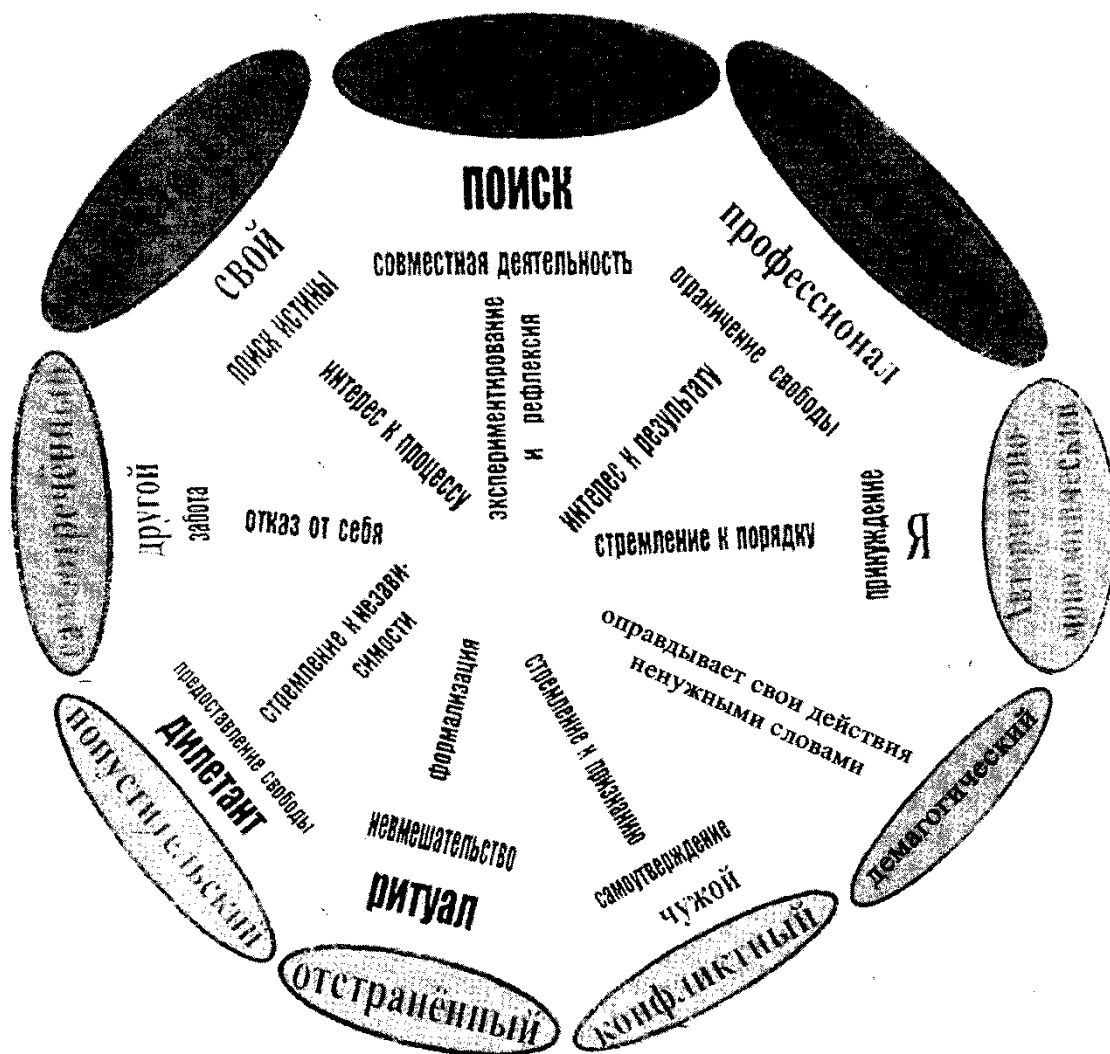 ПОИСК
совместная деятельность
экспериментирование
и рефлексия
профессионал
ограничение свободы
интерес к результату
Авторитарно-
монологический
Я
принуждение
стремление к порядку
демагогический
оправдывает свои действия
ненужными словами
конфликтный
чужой
самоутверждение
стремление к признанию
отстранённый
ритуал
невмешательство
формализация
попустительский
дилетант
предоставление свободы
стремление к незави-
симости
другой
забота
отказ от себя
свой
поиск истины
интерес к процессу